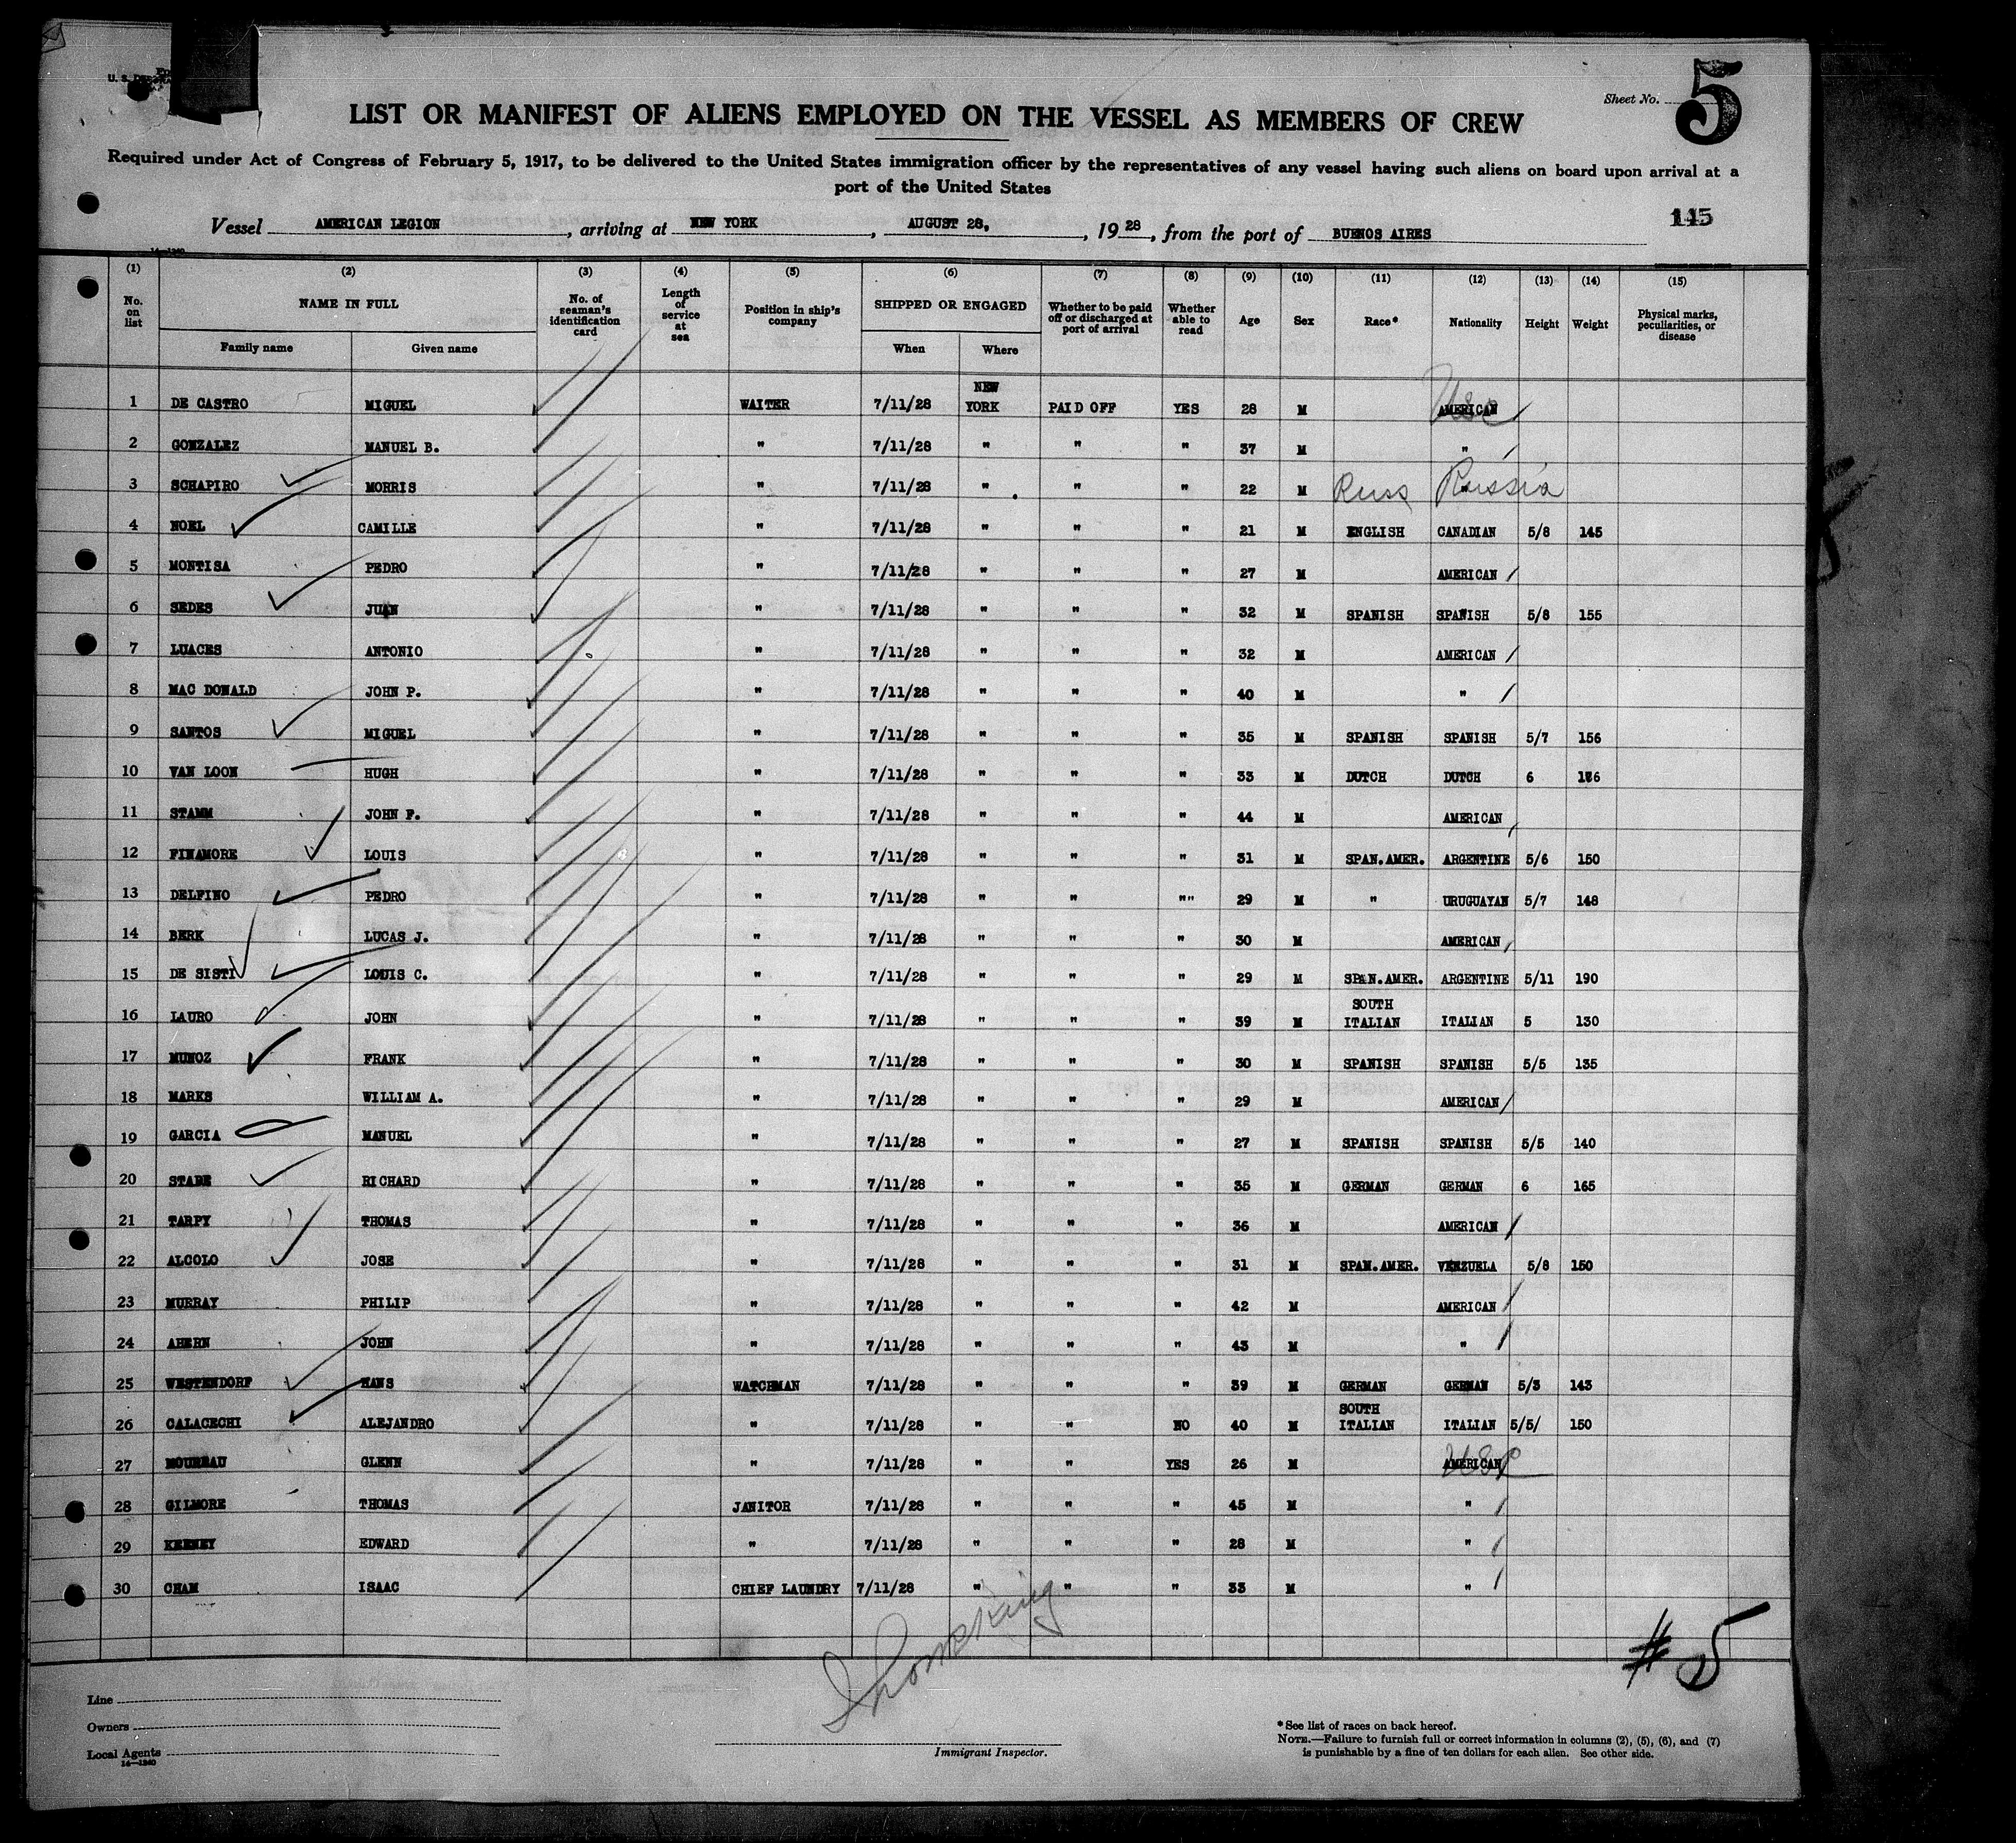 Sheet No. 5
LIST OR MANIFEST OF ALIENS EMPLOYED ON THE VESSEL AS MEMBERS OF CREW
Required under Act of Congress of February 5, 1917, to be delivered to the United States immigration officer by the representatives of any vessel having such aliens on board upon arrival at a
port of the United States
145
Vessel AMERICAN LEGION, arriving at NEW YORK, AUGUST 28, 1928, from the port of BUENOS AIRES
(1) (2) (3) (4) (5) (6) (7) (8) (9) (10) (11) (12) (13) (14) (15)
No. on list NAME IN FULL Family name Given name No. of seaman's identification card Length of service at sea Position in ship's company SHIPPED OR ENGAGED When Where Whether to be paid off or discharged at port of arrival Whether able to read Age Sex Race* Nationality Height Weight Physical marks, peculiarities, or disease
1 DE CASTRO MIGUEL WAITER 7/11/28 NEW YORK PAID OFF YES 28 M AMERICAN USC
2 GONZALEZ MANUEL B. " 7/11/28 " " " 37 M "
3 SCHAPIRO MORRIS " 7/11/28 " " " 22 M Russ Russia
4 NOEL CAMILLE " 7/11/28 " " " 21 M ENGLISH CANADIAN 5/8 145
5 MONTISA PEDRO " 7/11/28 " " " 27 M AMERICAN
6 SEDES JUAN " 7/11/28 " " " 32 M SPANISH SPANISH 5/8 155
7 LUACES ANTONIO " 7/11/28 " " " 32 M AMERICAN
8 MAC DONALD JOHN P. " 7/11/28 " " " 40 M "
9 SANTOS MIGUEL " 7/11/28 " " " 35 M SPANISH SPANISH 5/7 156
10 VAN LOON HUGH " 7/11/28 " " " 33 M DUTCH DUTCH 6
11 STAMM JOHN F. " 7/11/28 " " " 44 M AMERICAN
12 FINAMORE LOUIS " 7/11/28 " " " 31 M SPAN.AMER. ARGENTINE 5/6 150
13 DELFINO PEDRO " 7/11/28 " " "" 29 M " URUGUAYAN 5/7 148
14 BERK LUCAS J. " 7/11/28 " " " 30 M AMERICAN
15 DE SISTI LOUIS C. " 7/11/28 " " " 29 M SPAN.AMER. ARGENTINE 5/11 190
16 LAURO JOHN " 7/11/28 " " " 39 M SOUTH ITALIAN ITALIAN 5 130
17 MUNOZ FRANK " 7/11/28 " " " 30 M SPANISH SPANISH 5/5 135
18 MARKS WILLIAM A. " 7/11/28 " " " 29 M AMERICAN
19 GARCIA MANUEL " 7/11/28 " " " 27 M SPANISH SPANISH 5/5 140
20 STADE RICHARD " 7/11/28 " " " 35 M GERMAN GERMAN 6 165
21 TARPY THOMAS " 7/11/28 " " " 36 M AMERICAN
22 ALCOLO JOSE " 7/11/28 " " " 31 M SPAN.AMER. VENZUELA 5/8 150
23 MURRAY PHILIP " 7/11/28 " " " 42 M AMERICAN
24 AHERN JOHN " 7/11/28 " " " 43 M "
25 WESTENDORF HANS WATCHMAN 7/11/28 " " " 39 M GERMAN GERMAN 5/3 143
26 CALACECHI ALEJANDRO " 7/11/28 " " NO 40 M SOUTH ITALIAN ITALIAN 5/5/ 150
27 MOUREAU GLENN " 7/11/28 " " YES 26 M AMERICAN USC
28 GILMORE THOMAS JANITOR 7/11/28 " " " 45 M "
29 KEENEY EDWARD " 7/11/28 " " " 28 M "
30 CHAM ISAAC CHIEF LAUNDRY 7/11/28 " " " 33 M "
# 5
Line
Owners
Local Agents
14—1240
Immigrant Inspector.
* See list of races on back hereof.
NOTE.—Failure to furnish full or correct information in columns (2), (5), (6), and (7)
is punishable by a fine of ten dollars for each alien. See other side.